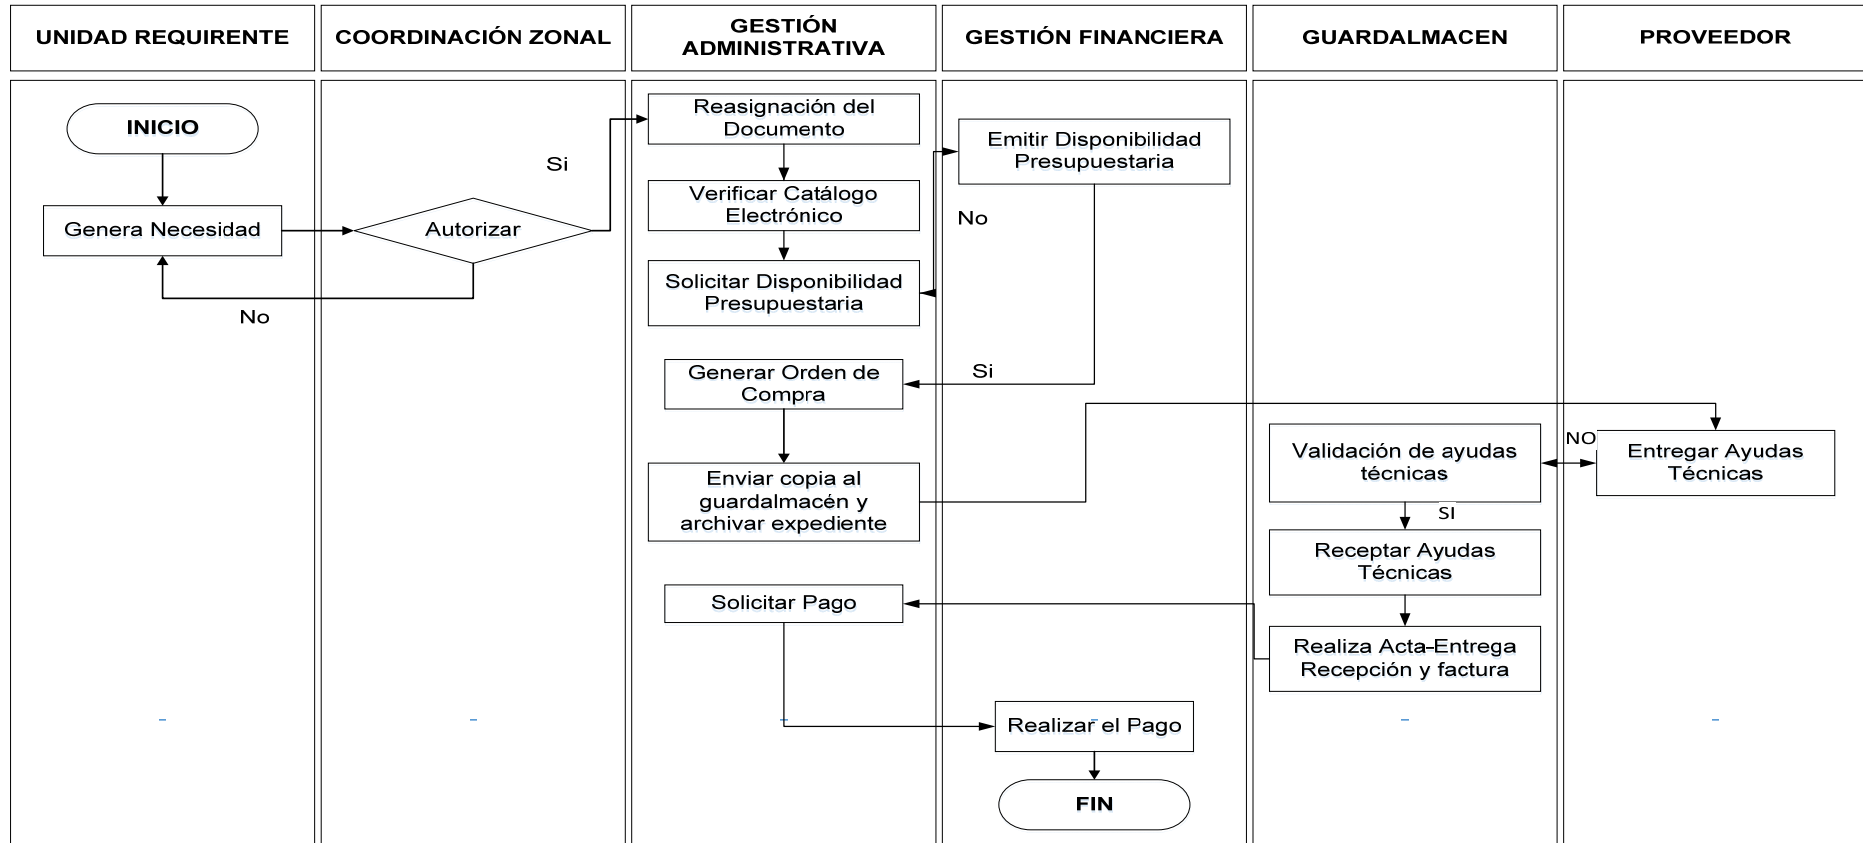 UNIDAD REQUIRENTE
COORDINACIÓN ZONAL
GESTIÓN
ADMINISTRATIVA
GESTIÓN FINANCIERA
GUARDALMACEN
PROVEEDOR
INICIO
Genera Necesidad
No
Autorizar
Si
Reasignación del
Documento
Verificar Catálogo
Electrónico
Solicitar Disponibilidad
Presupuestaria
Emitir Disponibilidad
Presupuestaria
No
Si
Generar Orden de
Compra
Enviar copia al
guardalmacén y
archivar expediente
Entregar Ayudas
Técnicas
NO
Validación de ayudas
técnicas
SI
Receptar Ayudas
Técnicas
Realiza Acta-Entrega
Recepción y factura
Solicitar Pago
Realizar el Pago
FIN